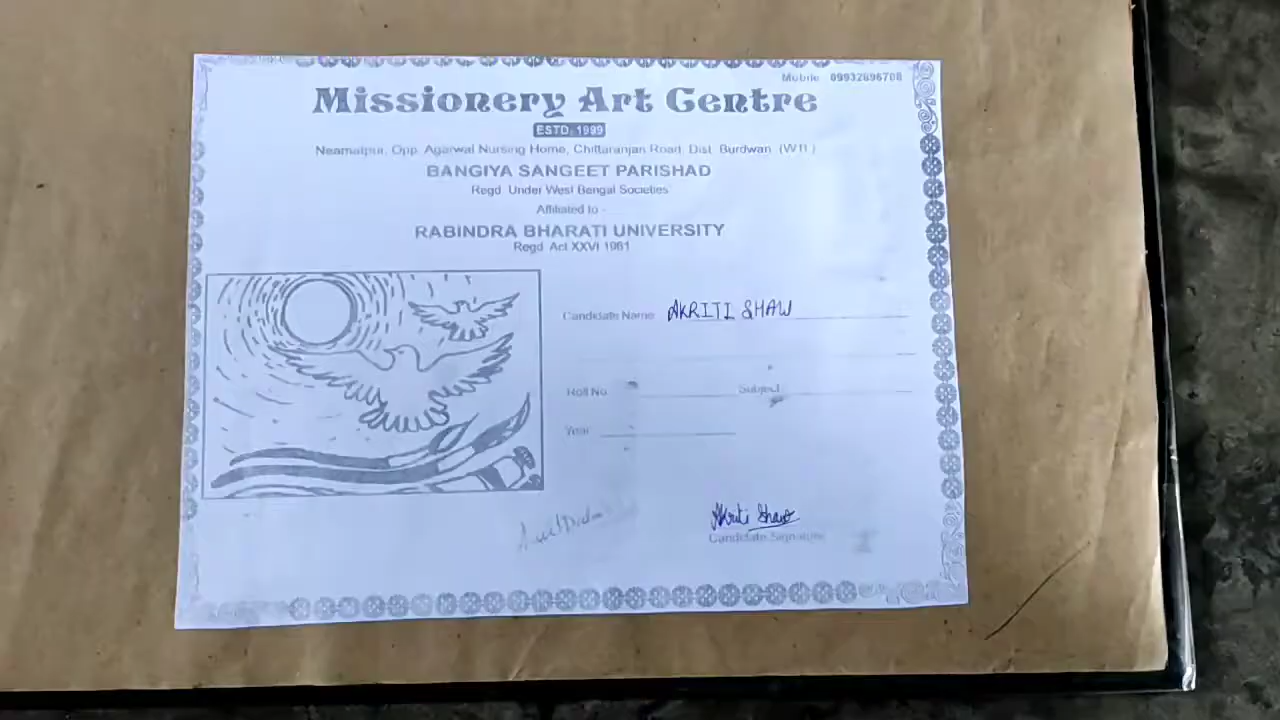 Mobile 09932696708
Missionery Art Centre
ESTD. 1999
Neamatpur, Opp. Agarwal Nursing Home, Chittaranjan Road, Dist. Burdwan
BANGIYA SANGEET PARISHAD
Regd. Under West Bengal Societies
Affiliated to -
RABINDRA BHARATI UNIVERSITY
Regd. Act XXVI 1961
Candidate Name AKRITI SHAW
Roll No
Subject
Year
Akriti Shaw
Candidate Signature